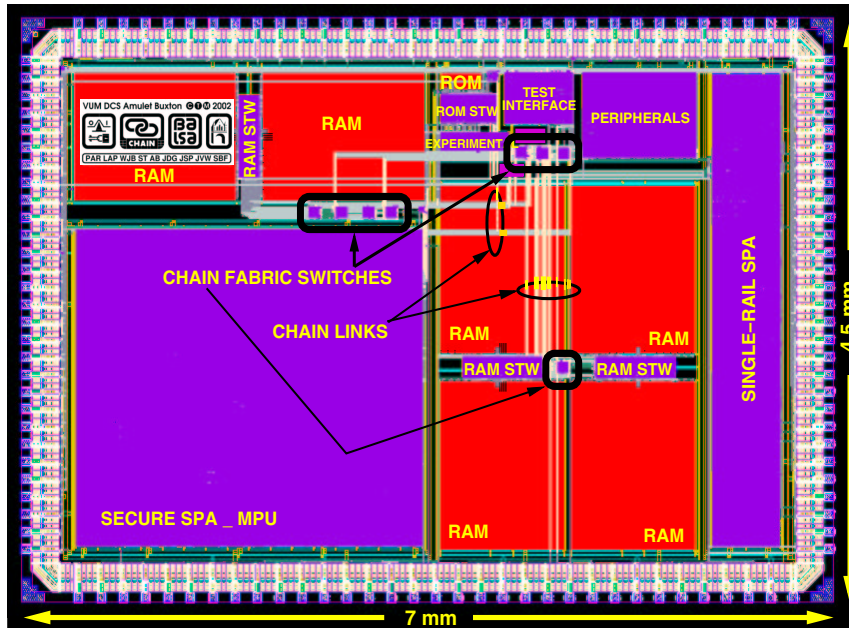 VUM DCS Amulet Buxton ©ⓉⓂ 2002
CHAIN
Balsa
PAR LAP WJB ST AB JDG JSP JVW SBF
RAM
RAM STW
RAM
ROM
ROM STW
EXPERIMENT
TEST
INTERFACE
PERIPHERALS
CHAIN FABRIC SWITCHES
CHAIN LINKS
RAM
RAM
RAM STW
RAM STW
SINGLE-RAIL SPA
4.5 mm
SECURE SPA _ MPU
RAM
RAM
7 mm